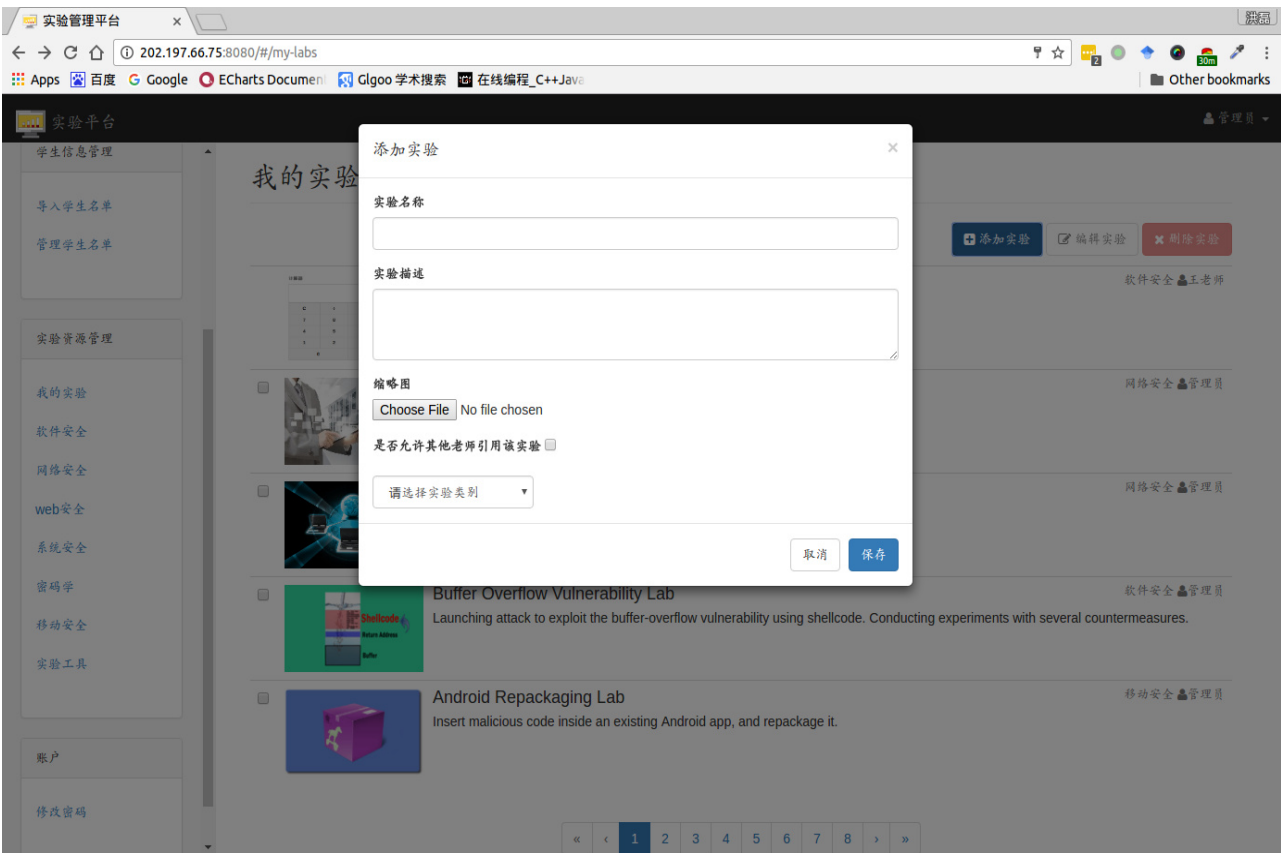 实验管理平台 ×
洪磊
202.197.66.75:8080/#/my-labs
2 30m
Apps 百度 Google ECharts Documen Glgoo 学术搜索 在线编程_C++Java Other bookmarks
实验平台 管理员
学生信息管理
导入学生名单
管理学生名单
实验资源管理
我的实验
软件安全
网络安全
web安全
系统安全
密码学
移动安全
实验工具
账户
修改密码
我的实验
添加实验 编辑实验 删除实验
添加实验 ×
实验名称
实验描述
缩略图
Choose File No file chosen
是否允许其他老师引用该实验
请选择实验类别
取消 保存
软件安全 王老师
网络安全 管理员
网络安全 管理员
Shellcode
Return Address
Buffer
Buffer Overflow Vulnerability Lab
软件安全 管理员
Launching attack to exploit the buffer-overflow vulnerability using shellcode. Conducting experiments with several countermeasures.
Android Repackaging Lab
移动安全 管理员
Insert malicious code inside an existing Android app, and repackage it.
« ‹ 1 2 3 4 5 6 7 8 › »